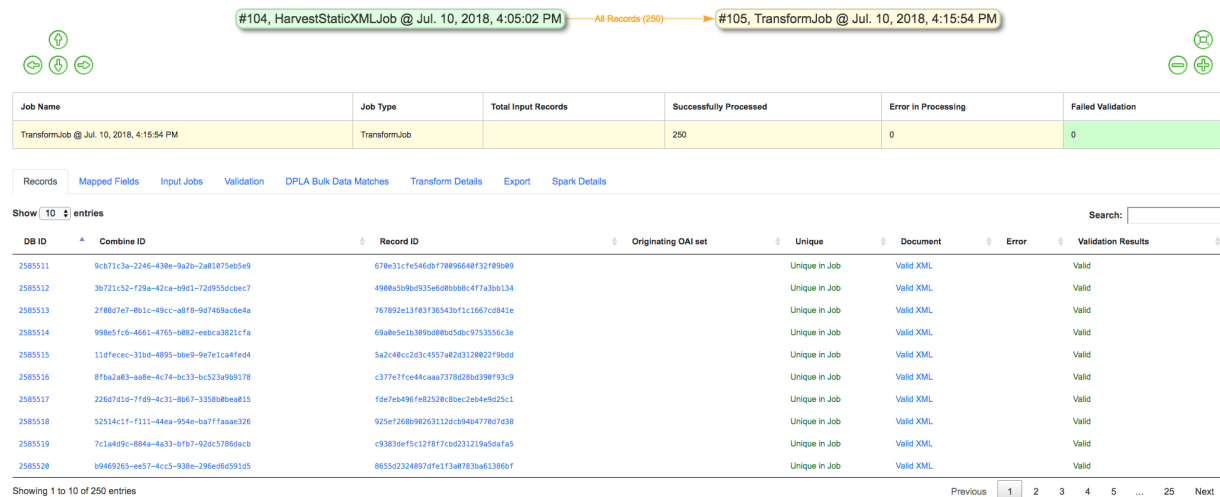 #104, HarvestStaticXMLJob @ Jul. 10, 2018, 4:05:02 PM All Records (250) #105, TransformJob @ Jul. 10, 2018, 4:15:54 PM
Job Name Job Type Total Input Records Successfully Processed Error in Processing Failed Validation
TransformJob @ Jul. 10, 2018, 4:15:54 PM TransformJob 250 0 0
Records Mapped Fields Input Jobs Validation DPLA Bulk Data Matches Transform Details Export Spark Details
Show 10 entries Search:
DB ID Combine ID Record ID Originating OAI set Unique Document Error Validation Results
2585511 9cb71c3a-2246-430e-9a2b-2a01075eb5e9 670e31cfe546dbf70096640f32f09b09 Unique in Job Valid XML Valid
2585512 3b721c52-f29a-42ca-b9d1-72d955dcbec7 4900a5b9bd935e6d0bbb8c4f7a3bb134 Unique in Job Valid XML Valid
2585513 2f08d7e7-0b1c-49cc-a8f8-9d7469ac6e4a 767892e13f03f36543bf1c1667cd841e Unique in Job Valid XML Valid
2585514 998e5fc6-4661-4765-b082-eebca3821cfa 69a0e5e1b309bd00bd5dbc9753556c3e Unique in Job Valid XML Valid
2585515 11dfecec-31bd-4895-bbe9-9e7e1ca4fed4 5a2c40cc2d3c4557a02d3120022f9bdd Unique in Job Valid XML Valid
2585516 8fba2a03-aa8e-4c74-bc33-bc523a9b9178 c377e7fce44caaa7378d28bd390f93c9 Unique in Job Valid XML Valid
2585517 226d7d1d-7fd9-4c31-8b67-3358b0bea015 fde7eb496fe82520c8bec2eb4e9d25c1 Unique in Job Valid XML Valid
2585518 52514c1f-f111-44ea-954e-ba7ffaaae326 925ef268b90263112dcb94b4770d7d38 Unique in Job Valid XML Valid
2585519 7c1a4d9c-884a-4a33-bfb7-92dc5786dacb c9383def5c12f8f7cbd231219a5dafa5 Unique in Job Valid XML Valid
2585520 b9469265-ee57-4cc5-938e-296ed6d591d5 8655d2324897dfe1f3a0783ba61386bf Unique in Job Valid XML Valid
Showing 1 to 10 of 250 entries Previous 1 2 3 4 5 ... 25 Next